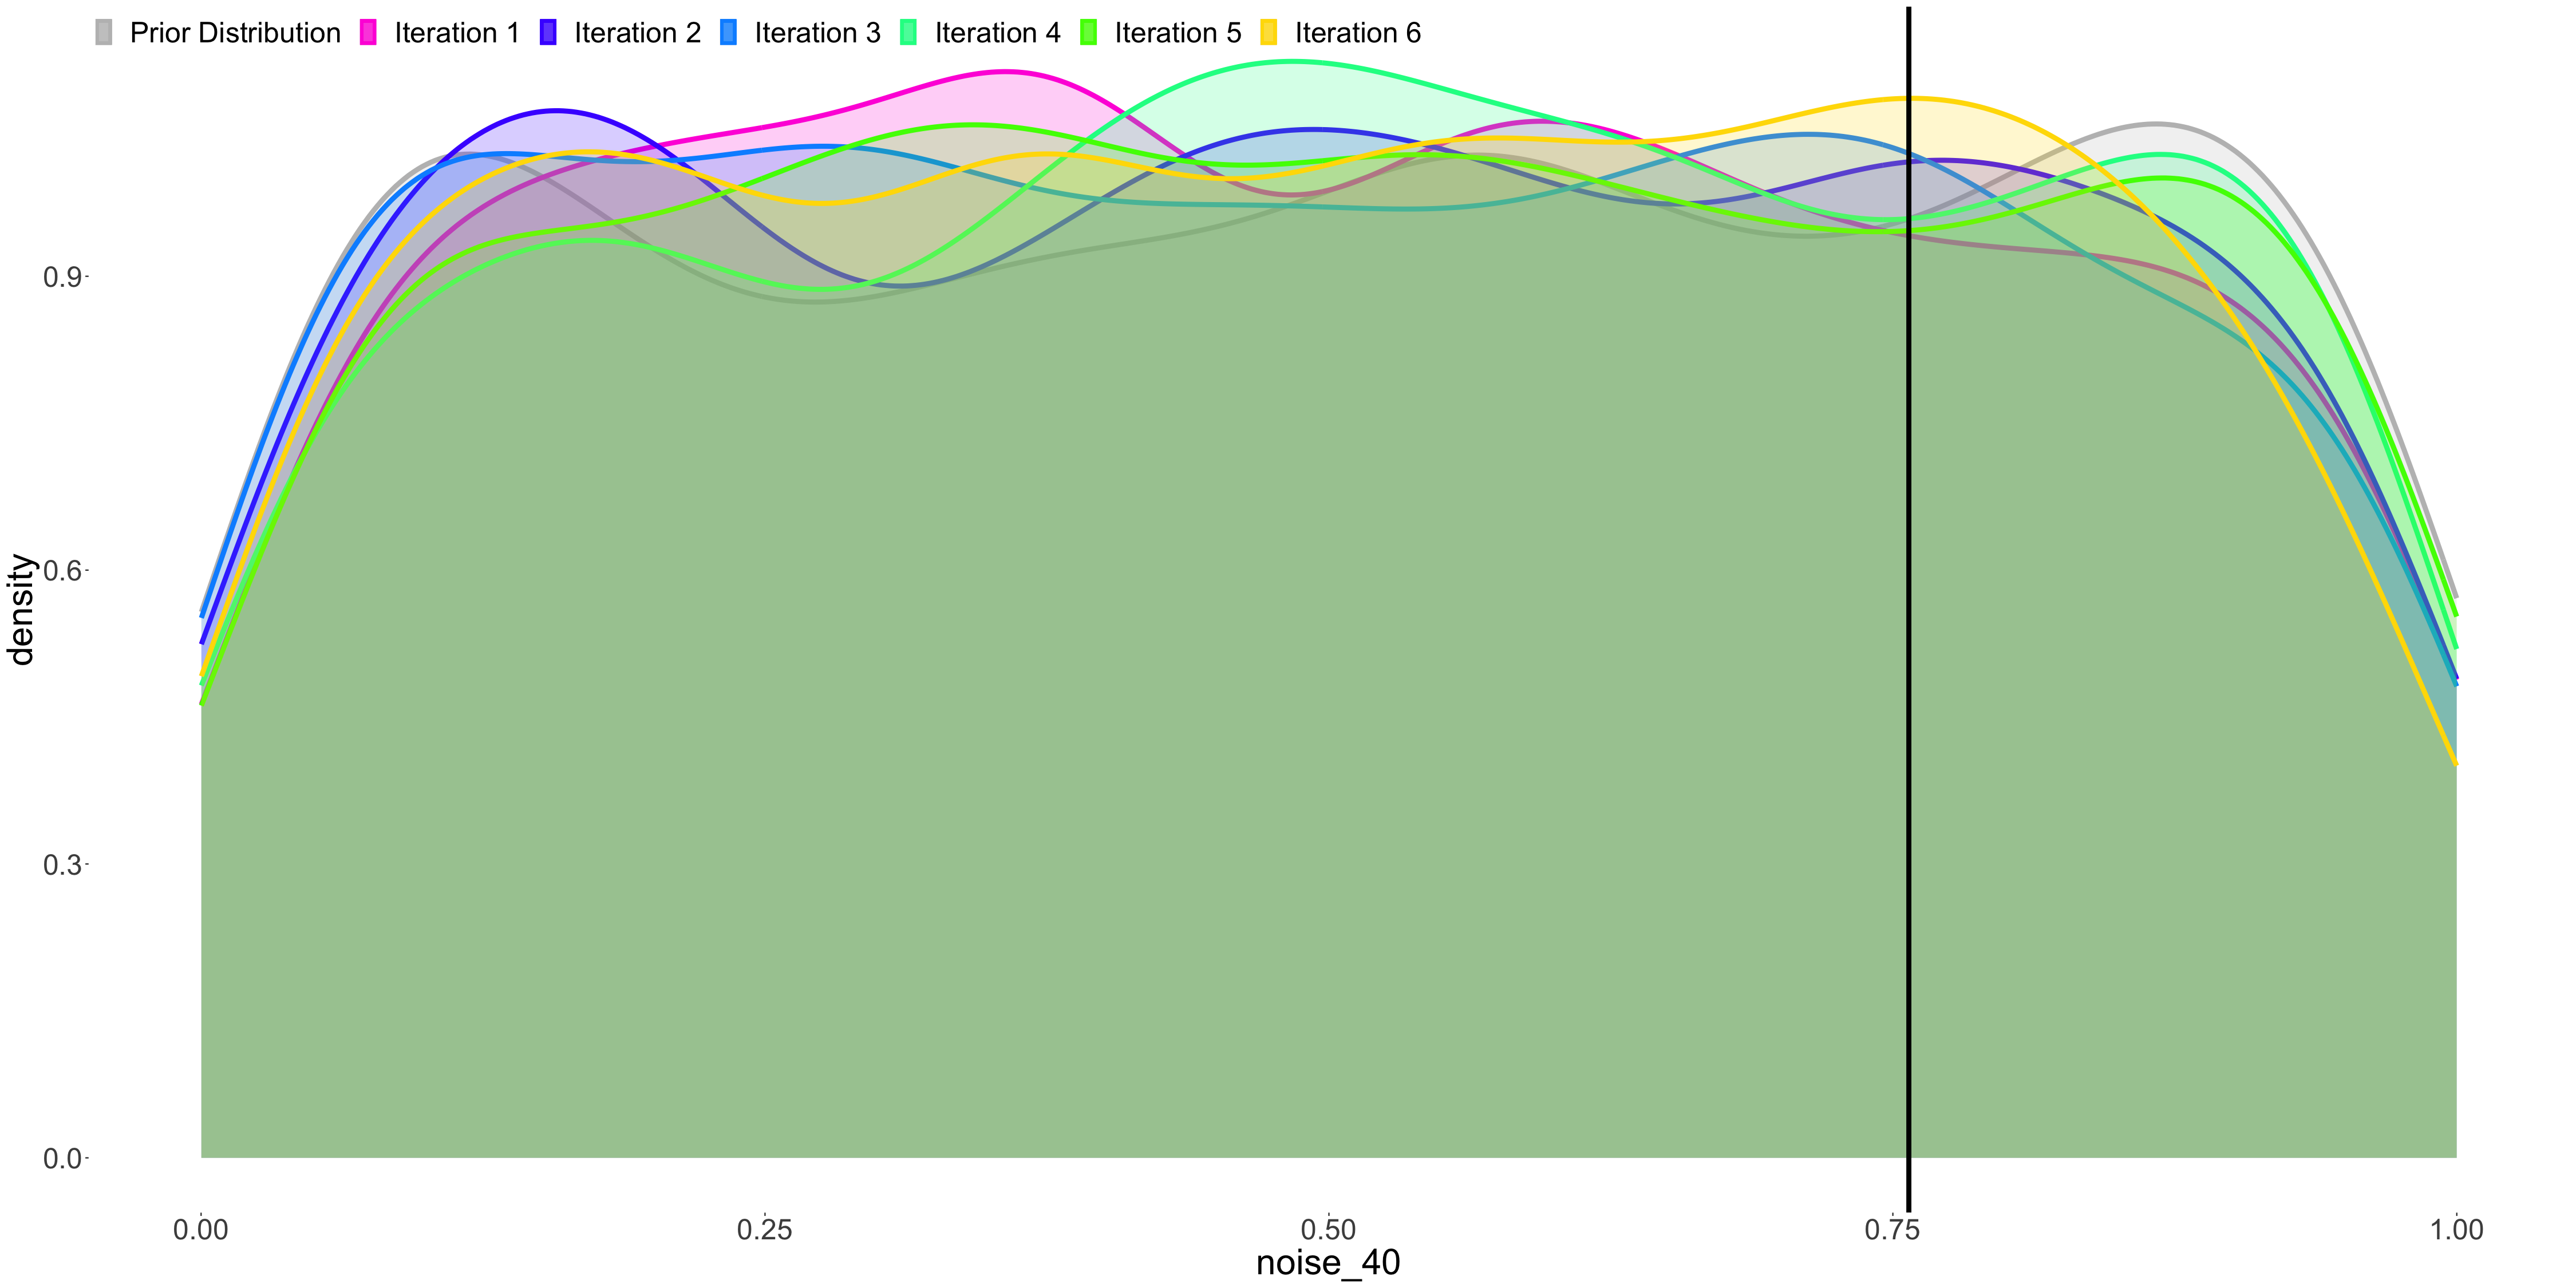 Prior Distribution Iteration 1 Iteration 2 Iteration 3 Iteration 4 Iteration 5 Iteration 6
density
0.9
0.6
0.3
0.0
0.00 0.25 0.50 0.75 1.00
noise_40